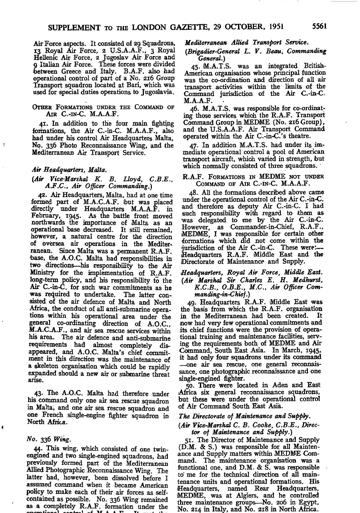 SUPPLEMENT TO THE LONDON GAZETTE, 29 OCTOBER, 1951 5561
Air Force aspects. It consisted of 29 Squadrons,
13 Royal Air Force, 2 U.S.A.A.F., 3 Royal
Hellenic Air Force, 2 Jugoslav Air Force and
9 Italian Air Force. These forces were divided
between Greece and Italy. B.A.F. also had
operational control of part of a No. 216 Group
Transport squadron located at Bari, which was
used for special duties operations to Jugoslavia.
OTHER FORMATIONS UNDER THE COMMAND OF
AIR C.-IN-C. M.A.A.F.
41. In addition to the four main fighting
formations, the Air C.-in-C. M.A.A.F., also
had under his control Air Headquarters Malta,
No. 336 Photo Reconnaissance Wing, and the
Mediterranean Air Transport Service.
Air Headquarters, Malta.
(Air Vice-Marshal K. B. Lloyd, C.B.E.,
A.F.C., Air Officer Commanding.)
42. Air Headquarters, Malta, had at one time
formed part of M.A.C.A.F. but was placed
directly under Headquarters M.A.A.F. in
February, 1945. As the battle front moved
northwards the importance of Malta as an
operational base decreased. It still remained,
however, a natural centre for the direction
of oversea air operations in the Mediter-
ranean. Since Malta was a permanent R.A.F.
base, the A.O.C. Malta had responsibilities in
two directions—his responsibility to the Air
Ministry for the implementation of R.A.F.
long-term policy, and his responsibility to the
Air C.-in-C. for such war commitments as he
was required to undertake. The latter con-
sisted of the air defence of Malta and North
Africa, the conduct of all anti-submarine opera-
tions within his operational area under the
general co-ordinating direction of A.O.C.,
M.A.C.A.F., and air sea rescue services within
his area. The air defence and anti-submarine
requirements had almost completely dis-
appeared, and A.O.C. Malta's chief commit-
ment in this direction was the maintenance of
a skeleton organisation which could be rapidly
expanded should a new air or submarine threat
arise.
43. The A.O.C. Malta had therefore under
his command only one air sea rescue squadron
in Malta, and one air sea rescue squadron and
one French single-engine fighter squadron in
North Africa.
No. 336 Wing.
44. This wing, which consisted of one twin-
engined and two single-engined squadrons, had
previously formed part of the Mediterranean
Allied Photographic Reconnaissance Wing. The
latter had, however, been dissolved before I
assumed command when it became American
policy to make each of their air forces as self-
contained as possible. No. 336 Wing remained
as a completely R.A.F. formation under the
Mediterranean Allied Transport Service.
(Brigadier-General L. V. Beau, Commanding
General.)
45. M.A.T.S. was an integrated British-
American organisation whose principal function
was the co-ordination and direction of all air
transport activities within the limits of the
Command jurisdiction of the Air C.-in-C.
M.A.A.F.
46. M.A.T.S. was responsible for co-ordinat-
ing those services which the R.A.F. Transport
Command Group in MEDME (No. 216 Group),
and the U.S.A.A.F. Air Transport Command
operated within the Air C.-in-C.'s theatre.
47. In addition M.A.T.S. had under its im-
mediate operational control a pool of American
transport aircraft, which varied in strength, but
which normally consisted of three squadrons.
R.A.F. FORMATIONS IN MEDME NOT UNDER
COMMAND OF AIR C.-IN-C. M.A.A.F.
48. All the formations described above came
under the operational control of the Air C.-in-C.,
and therefore as deputy Air C.-in-C. I had
such responsibility with regard to them as
was delegated to me by the Air C.-in-C.
However, as Commander-in-Chief, R.A.F.,
MEDME, I was responsible for certain other
formations which did not come within the
jurisdiction of the Air C.-in-C. These were:—
Headquarters R.A.F. Middle East and the
Directorate of Maintenance and Supply.
Headquarters, Royal Air Force, Middle East.
(Air Marshal Sir Charles E. H. Medhurst,
K.C.B., O.B.E., M.C., Air Officer Com-
manding-in-Chief.)
49. Headquarters R.A.F. Middle East was
the basis from which the R.A.F. organisation
in the Mediterranean had been created. It
now had very few operational commitments and
its chief functions were the provision of opera-
tional training and maintenance facilities, serv-
ing the requirements both of MEDME and Air
Command, South East Asia. In March, 1945,
it had only four squadrons under its command
—one air sea rescue, one general reconnais-
sance, one photographic reconnaissance and one
single-engined fighter.
50. There were located in Aden and East
Africa six general reconnaissance squadrons,
but these were under the operational control
of Air Command South East Asia.
The Directorate of Maintenance and Supply.
(Air Vice-Marshal C. B. Cooke, C.B.E., Direc-
tor of Maintenance and Supply.)
51. The Director of Maintenance and Supply
(D.M. & S.) was responsible for all Mainten-
ance and Supply matters within MEDME Com-
mand. The maintenance organisation was a
functional one, and D.M. & S. was responsible
to me for the technical direction of all main-
tenance units and operational formations. His
Headquarters, named Rear Headquarters,
MEDME, was at Algiers, and he controlled
three maintenance groups—No. 206 in Egypt,
No. 214 in Italy, and No. 218 in North Africa.